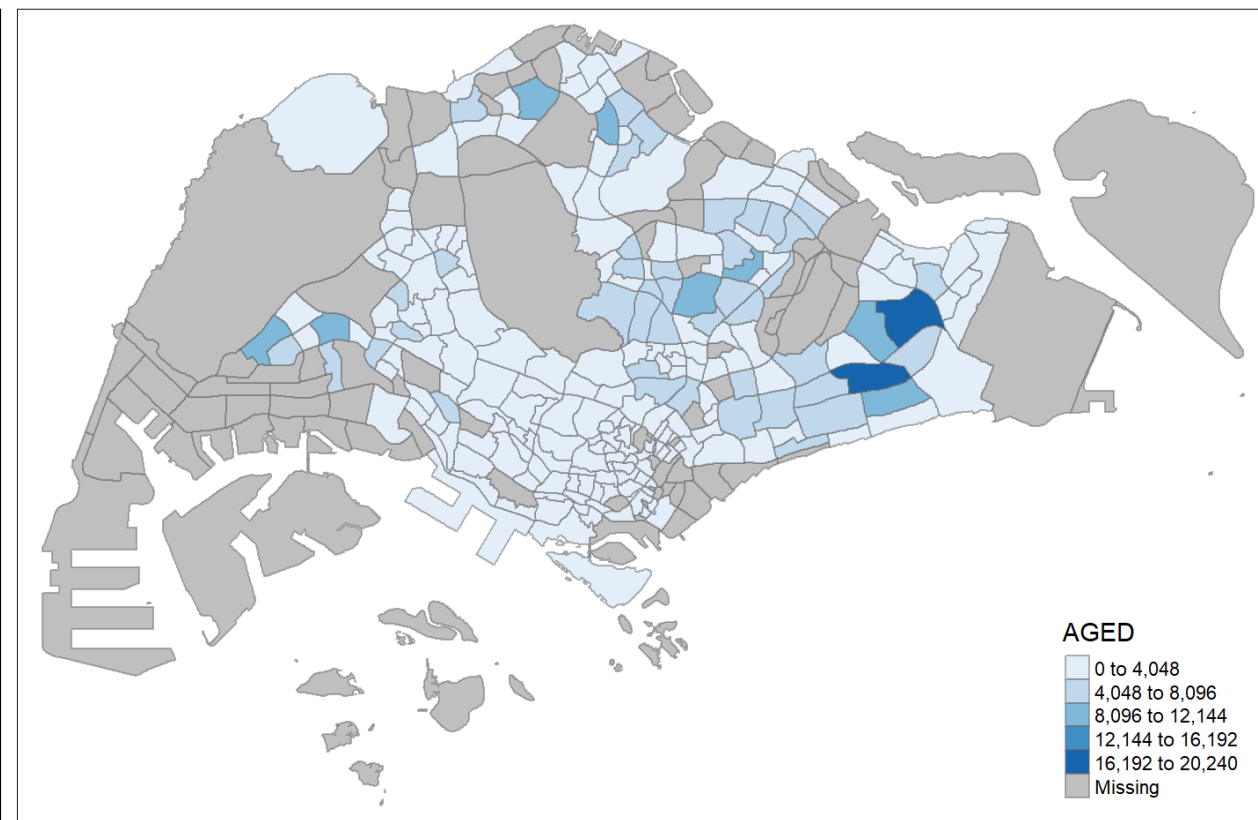 AGED
0 to 4,048
4,048 to 8,096
8,096 to 12,144
12,144 to 16,192
16,192 to 20,240
Missing